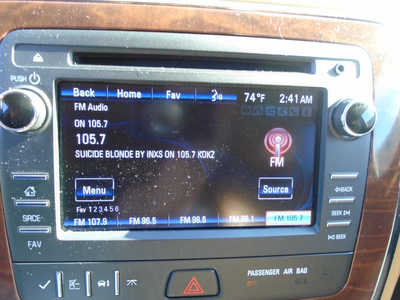 PUSH
Back Home Fav 74°F 2:41 AM
FM Audio
ON 105.7
105.7
SUICIDE BLONDE BY INXS ON 105.7 KOKZ
FM
Menu Source
Fav 1 2 3 4 5 6
FM 107.9 FM 96.5 FM 98.1 FM 105.7
BACK
SRCE SEEK
FAV SEEK
PASSENGER AIR BAG